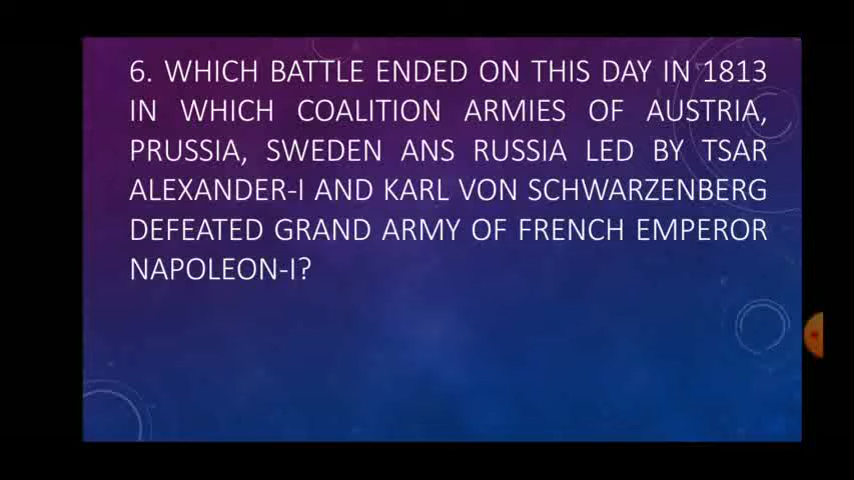 6. WHICH BATTLE ENDED ON THIS DAY IN 1813
IN WHICH COALITION ARMIES OF AUSTRIA,
PRUSSIA, SWEDEN ANS RUSSIA LED BY TSAR
ALEXANDER-I AND KARL VON SCHWARZENBERG
DEFEATED GRAND ARMY OF FRENCH EMPEROR
NAPOLEON-I?